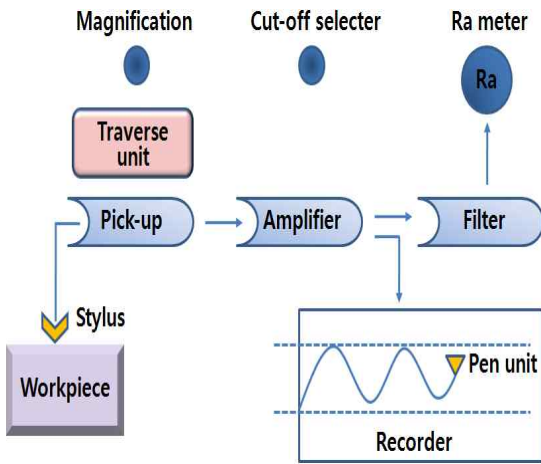 Magnification
Cut-off selecter
Ra meter
Ra
Traverse
unit
Pick-up
Amplifier
Filter
Stylus
Workpiece
Pen unit
Recorder